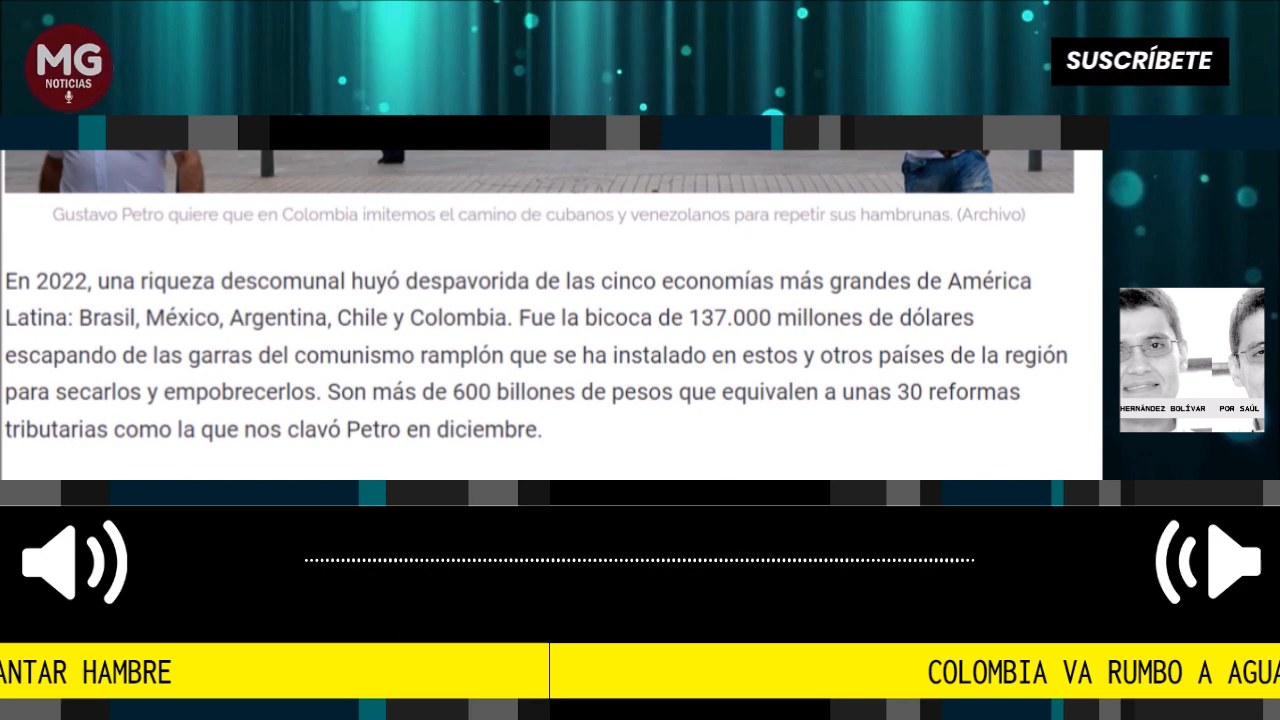 MG
NOTICIAS
SUSCRÍBETE
Gustavo Petro quiere que en Colombia imitemos el camino de cubanos y venezolanos para repetir sus hambrunas. (Archivo)
En 2022, una riqueza descomunal huyó despavorida de las cinco economías más grandes de América
Latina: Brasil, México, Argentina, Chile y Colombia. Fue la bicoca de 137.000 millones de dólares
escapando de las garras del comunismo ramplón que se ha instalado en estos y otros países de la región
para secarlos y empobrecerlos. Son más de 600 billones de pesos que equivalen a unas 30 reformas
tributarias como la que nos clavó Petro en diciembre.
HERNÁNDEZ BOLÍVAR POR SAÚL
ANTAR HAMBRE
COLOMBIA VA RUMBO A AGUA